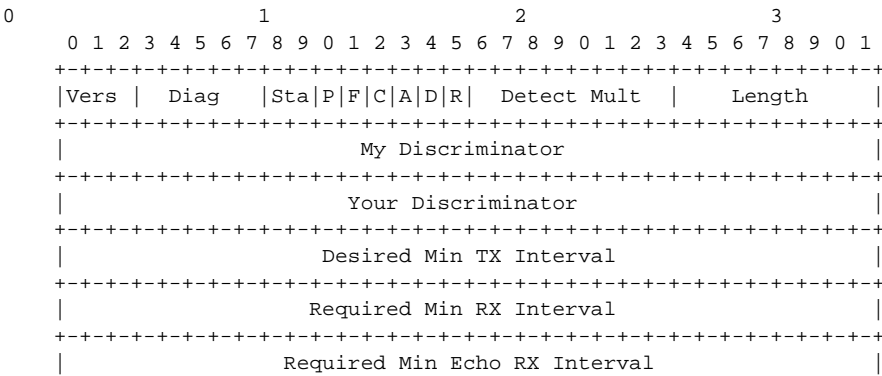 0                   1                   2                   3
 0 1 2 3 4 5 6 7 8 9 0 1 2 3 4 5 6 7 8 9 0 1 2 3 4 5 6 7 8 9 0 1
+-+-+-+-+-+-+-+-+-+-+-+-+-+-+-+-+-+-+-+-+-+-+-+-+-+-+-+-+-+-+-+-+
|Vers |  Diag   |Sta|P|F|C|A|D|R|  Detect Mult  |    Length     |
+-+-+-+-+-+-+-+-+-+-+-+-+-+-+-+-+-+-+-+-+-+-+-+-+-+-+-+-+-+-+-+-+
|                       My Discriminator                        |
+-+-+-+-+-+-+-+-+-+-+-+-+-+-+-+-+-+-+-+-+-+-+-+-+-+-+-+-+-+-+-+-+
|                      Your Discriminator                       |
+-+-+-+-+-+-+-+-+-+-+-+-+-+-+-+-+-+-+-+-+-+-+-+-+-+-+-+-+-+-+-+-+
|                    Desired Min TX Interval                    |
+-+-+-+-+-+-+-+-+-+-+-+-+-+-+-+-+-+-+-+-+-+-+-+-+-+-+-+-+-+-+-+-+
|                   Required Min RX Interval                    |
+-+-+-+-+-+-+-+-+-+-+-+-+-+-+-+-+-+-+-+-+-+-+-+-+-+-+-+-+-+-+-+-+
|                 Required Min Echo RX Interval                 |